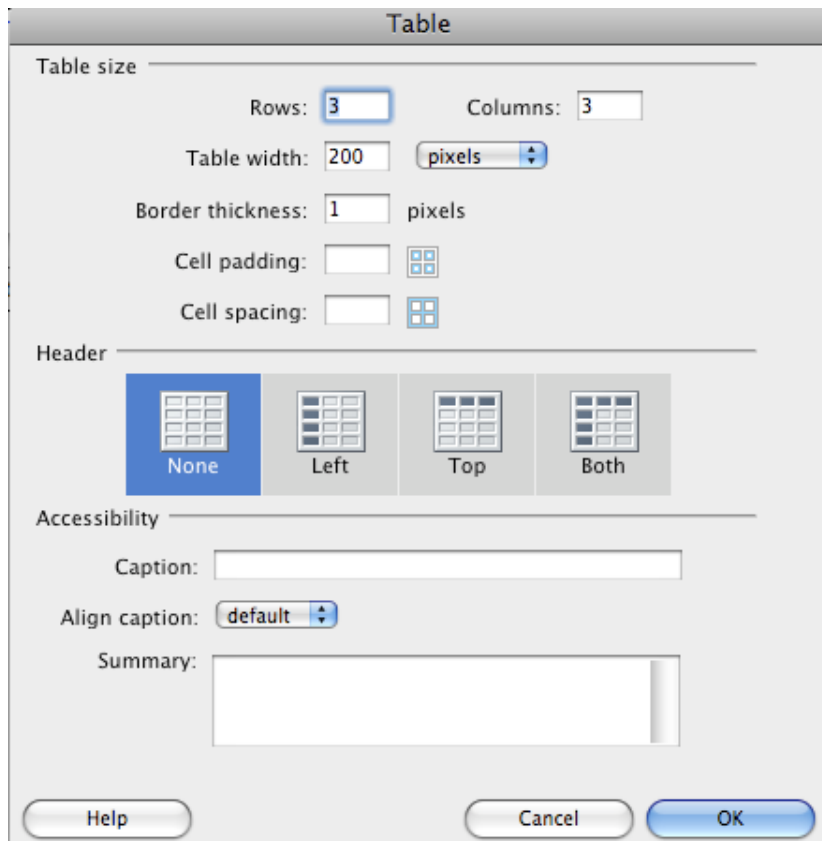 Table
Table size
Rows: 3 Columns: 3
Table width: 200 pixels
Border thickness: 1 pixels
Cell padding:
Cell spacing:
Header
None Left Top Both
Accessibility
Caption:
Align caption: default
Summary:
Help Cancel OK